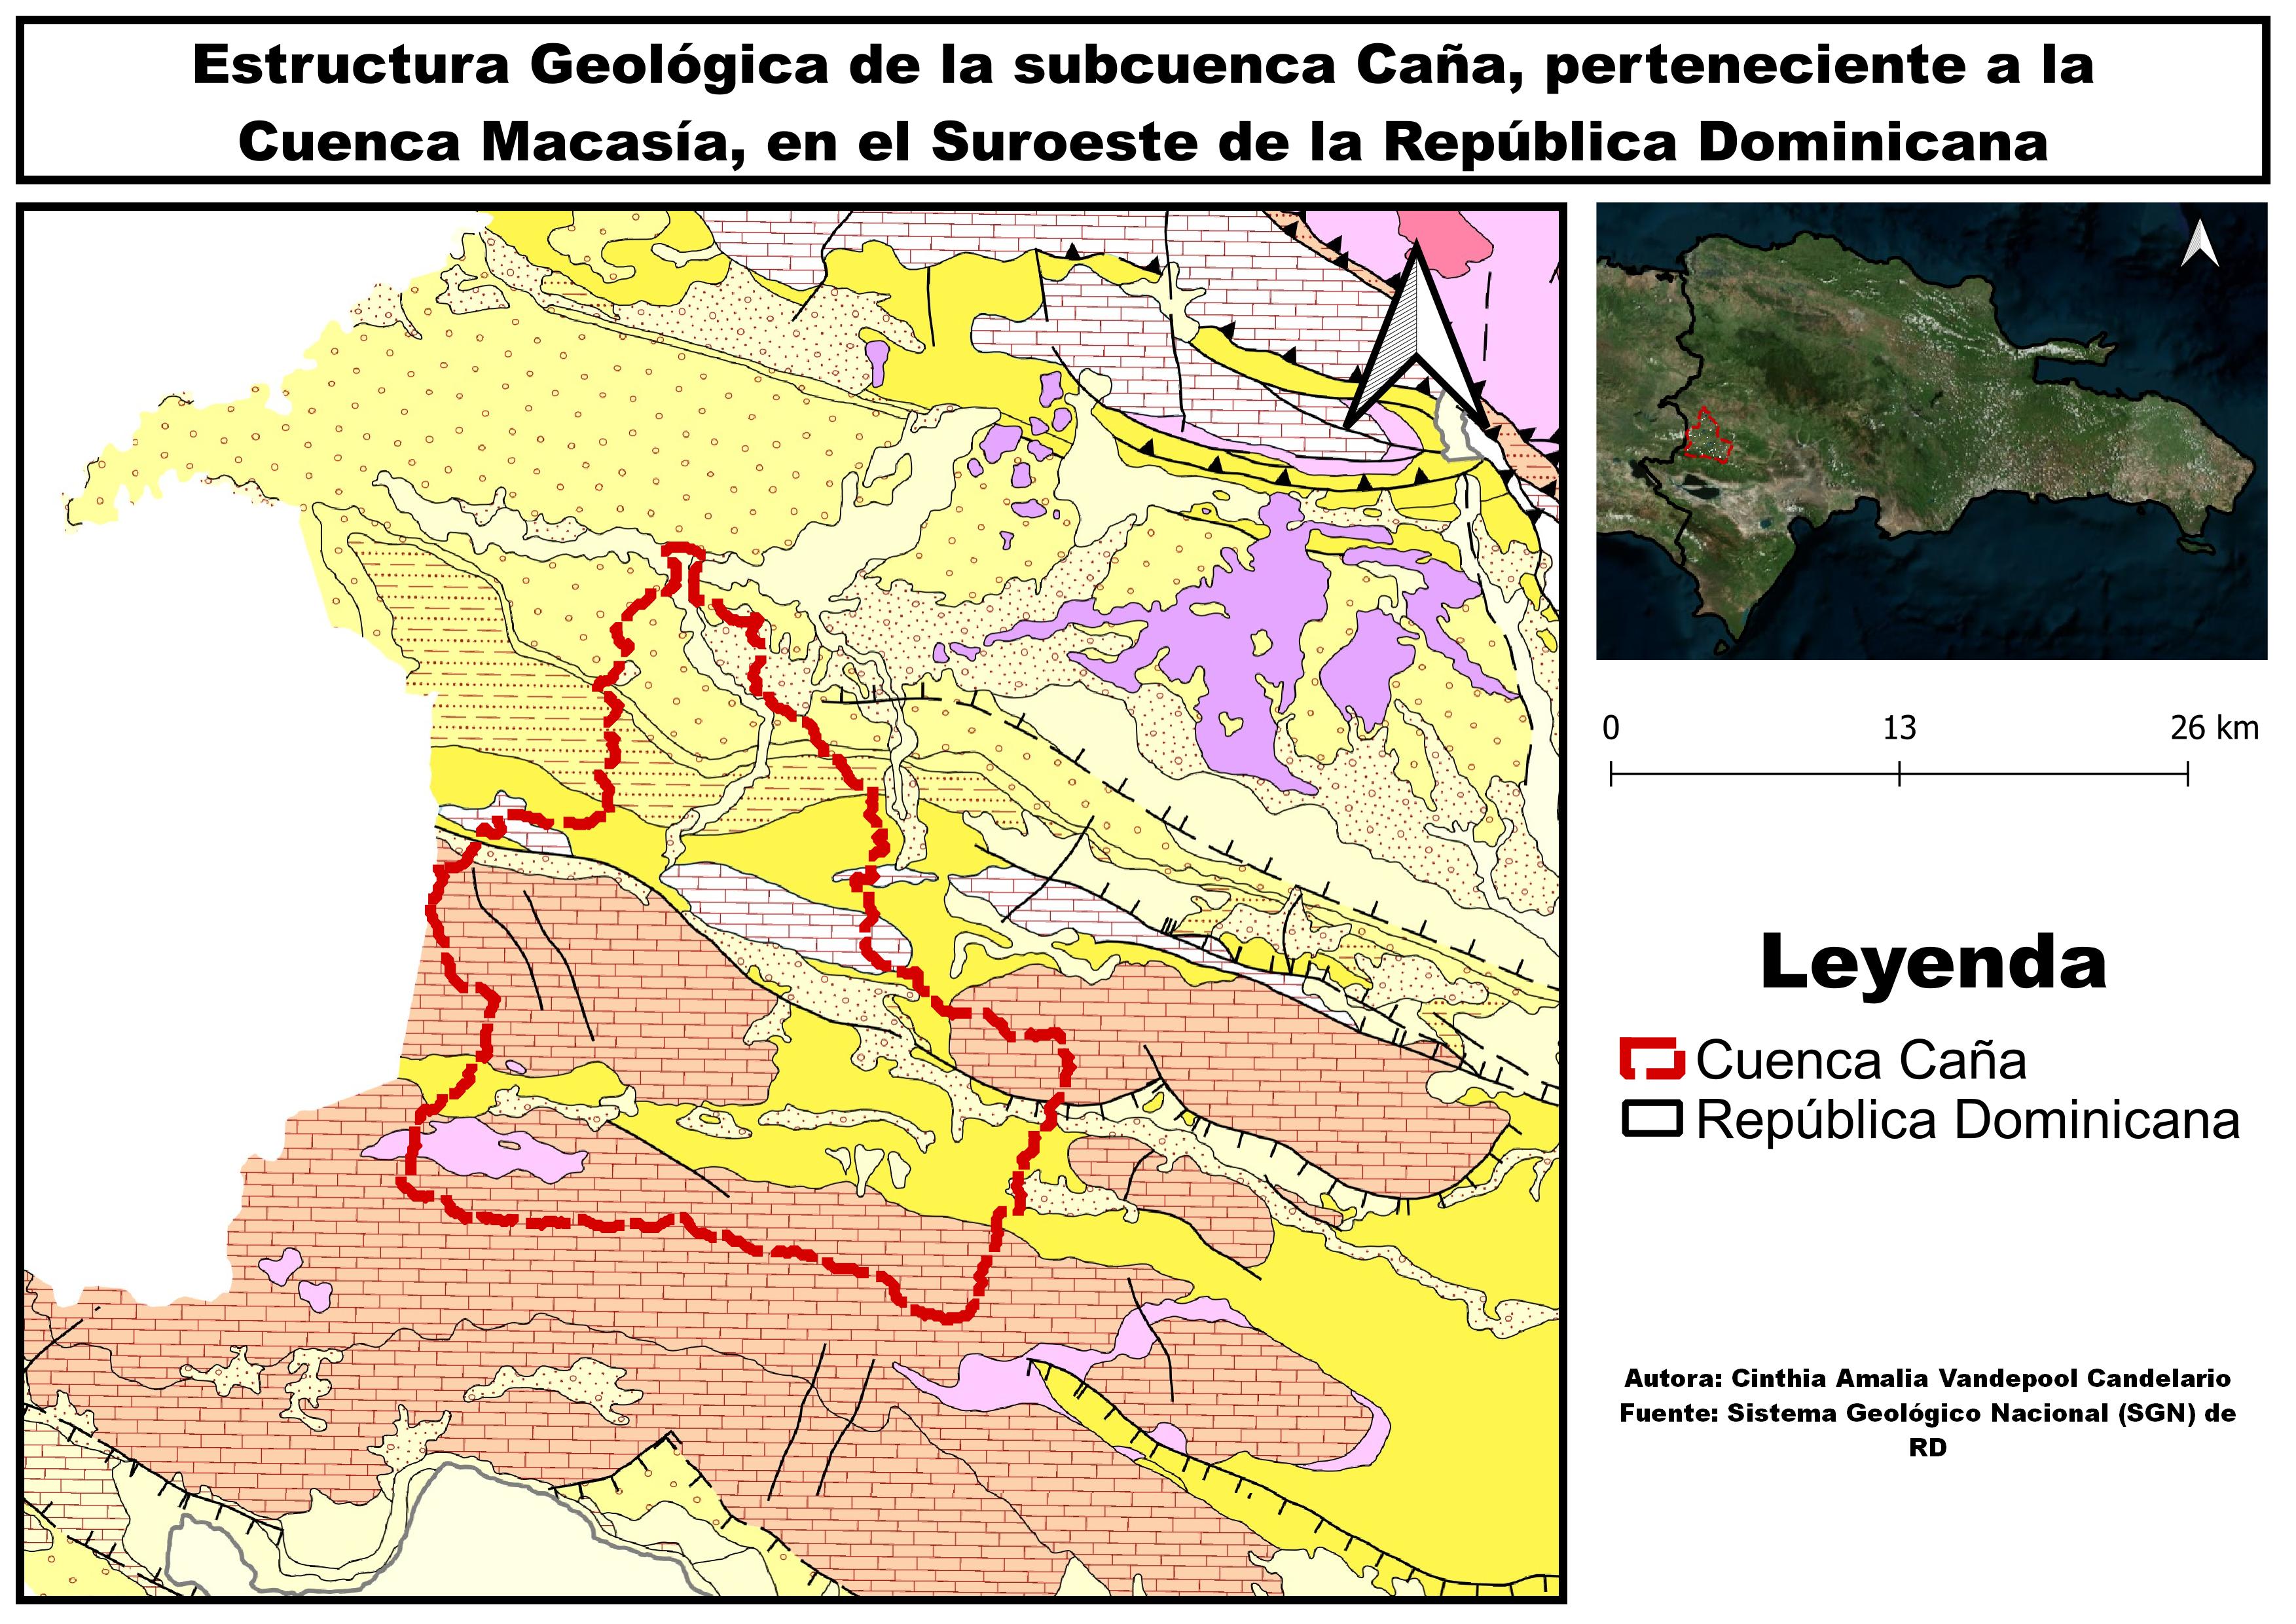 Estructura Geológica de la subcuenca Caña, perteneciente a la
Cuenca Macasía, en el Suroeste de la República Dominicana
0 13 26 km
Leyenda
Cuenca Caña
República Dominicana
Autora: Cinthia Amalia Vandepool Candelario
Fuente: Sistema Geológico Nacional (SGN) de
RD